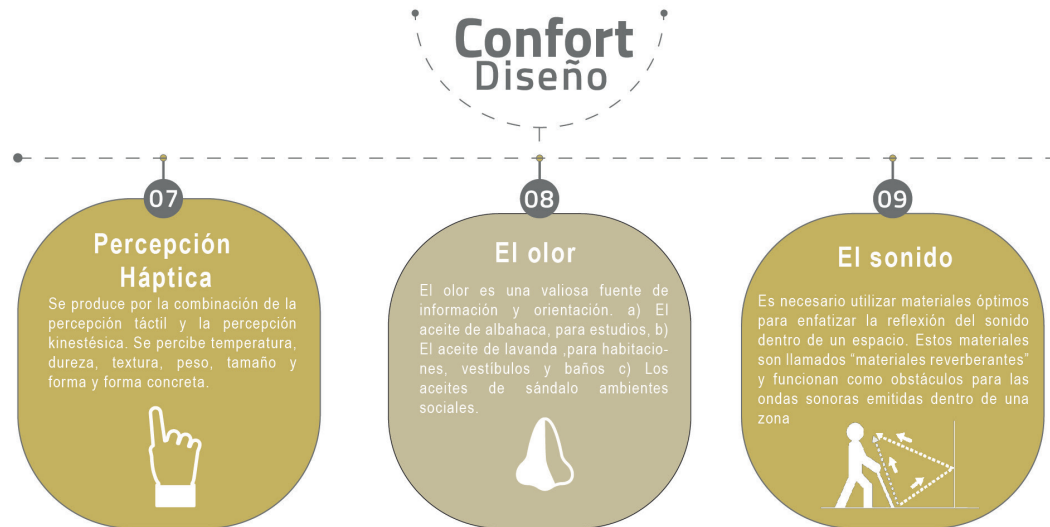 Confort
Diseño
07
Percepción
Háptica
Se produce por la combinación de la
percepción táctil y la percepción
kinestésica. Se percibe temperatura,
dureza, textura, peso, tamaño y
forma y forma concreta.
08
El olor
El olor es una valiosa fuente de
información y orientación. a) El
aceite de albahaca, para estudios, b)
El aceite de lavanda ,para habitacio-
nes, vestíbulos y baños c) Los
aceites de sándalo ambientes
sociales.
09
El sonido
Es necesario utilizar materiales óptimos
para enfatizar la reflexión del sonido
dentro de un espacio. Estos materiales
son llamados “materiales reverberantes”
y funcionan como obstáculos para las
ondas sonoras emitidas dentro de una
zona